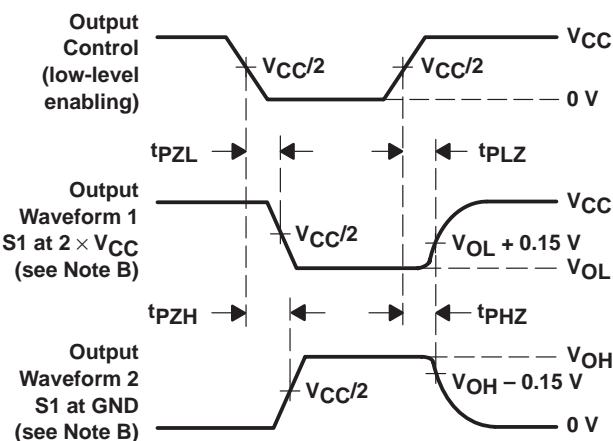 Output
Control
(low-level
enabling)
VCC/2
VCC/2
VCC
0 V
tPZL
tPLZ
Output
Waveform 1
S1 at 2 × VCC
(see Note B)
VCC/2
VCC
VOL + 0.15 V
VOL
tPZH
tPHZ
Output
Waveform 2
S1 at GND
(see Note B)
VCC/2
VOH
VOH − 0.15 V
0 V